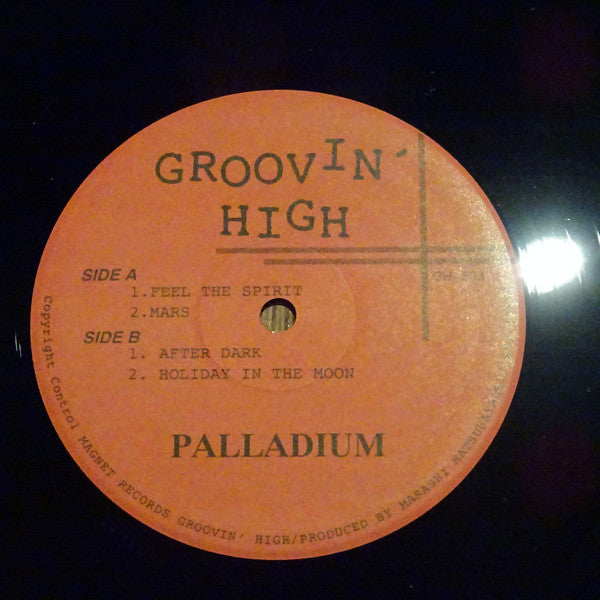 GROOVIN'
HIGH
SIDE A
1.FEEL THE SPIRIT
2.MARS
SIDE B
1. AFTER DARK
2. HOLIDAY IN THE MOON
PALLADIUM
Copyright Control MAGNET RECORDS GROOVIN' HIGH/PRODUCED BY